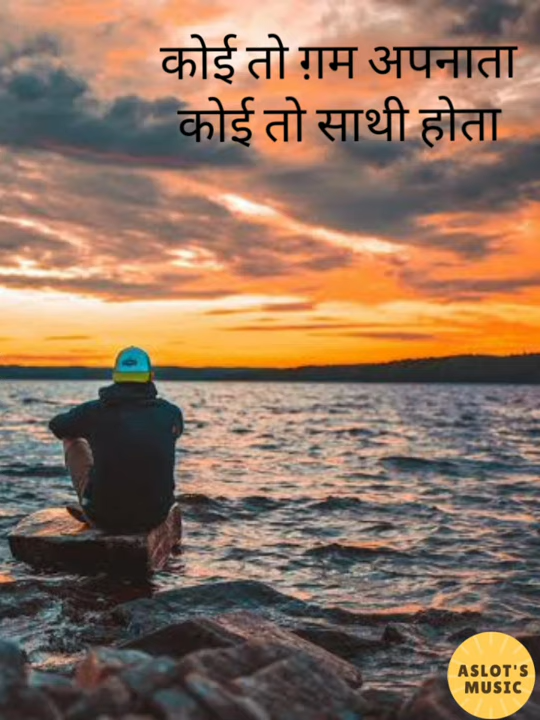 कोई तो ग़म अपनाता
कोई तो साथी होता
ASLOT'S
MUSIC